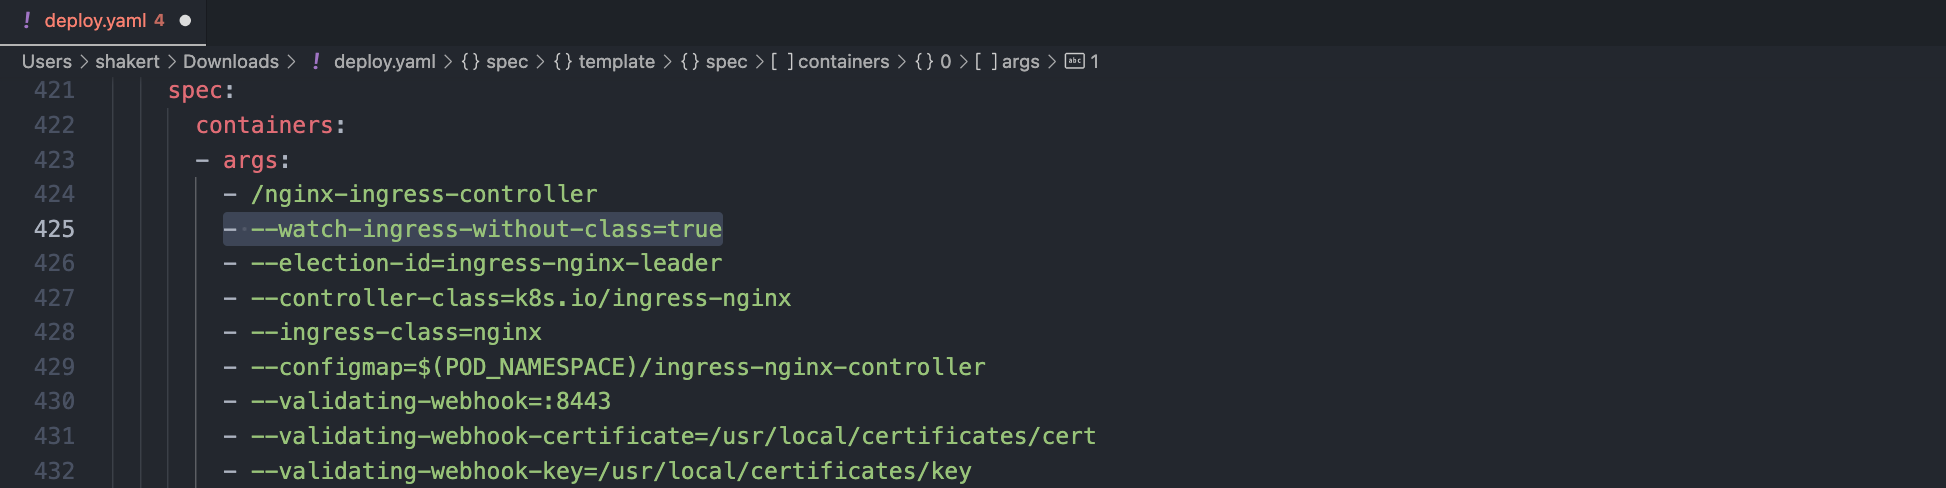 ! deploy.yaml 4 ●
Users > shakert > Downloads > ! deploy.yaml > {} spec > {} template > {} spec > [ ] containers > {} 0 > [ ] args > abc 1
421 spec:
422 containers:
423 - args:
424 - /nginx-ingress-controller
425 - --watch-ingress-without-class=true
426 - --election-id=ingress-nginx-leader
427 - --controller-class=k8s.io/ingress-nginx
428 - --ingress-class=nginx
429 - --configmap=$(POD_NAMESPACE)/ingress-nginx-controller
430 - --validating-webhook=:8443
431 - --validating-webhook-certificate=/usr/local/certificates/cert
432 - --validating-webhook-key=/usr/local/certificates/key